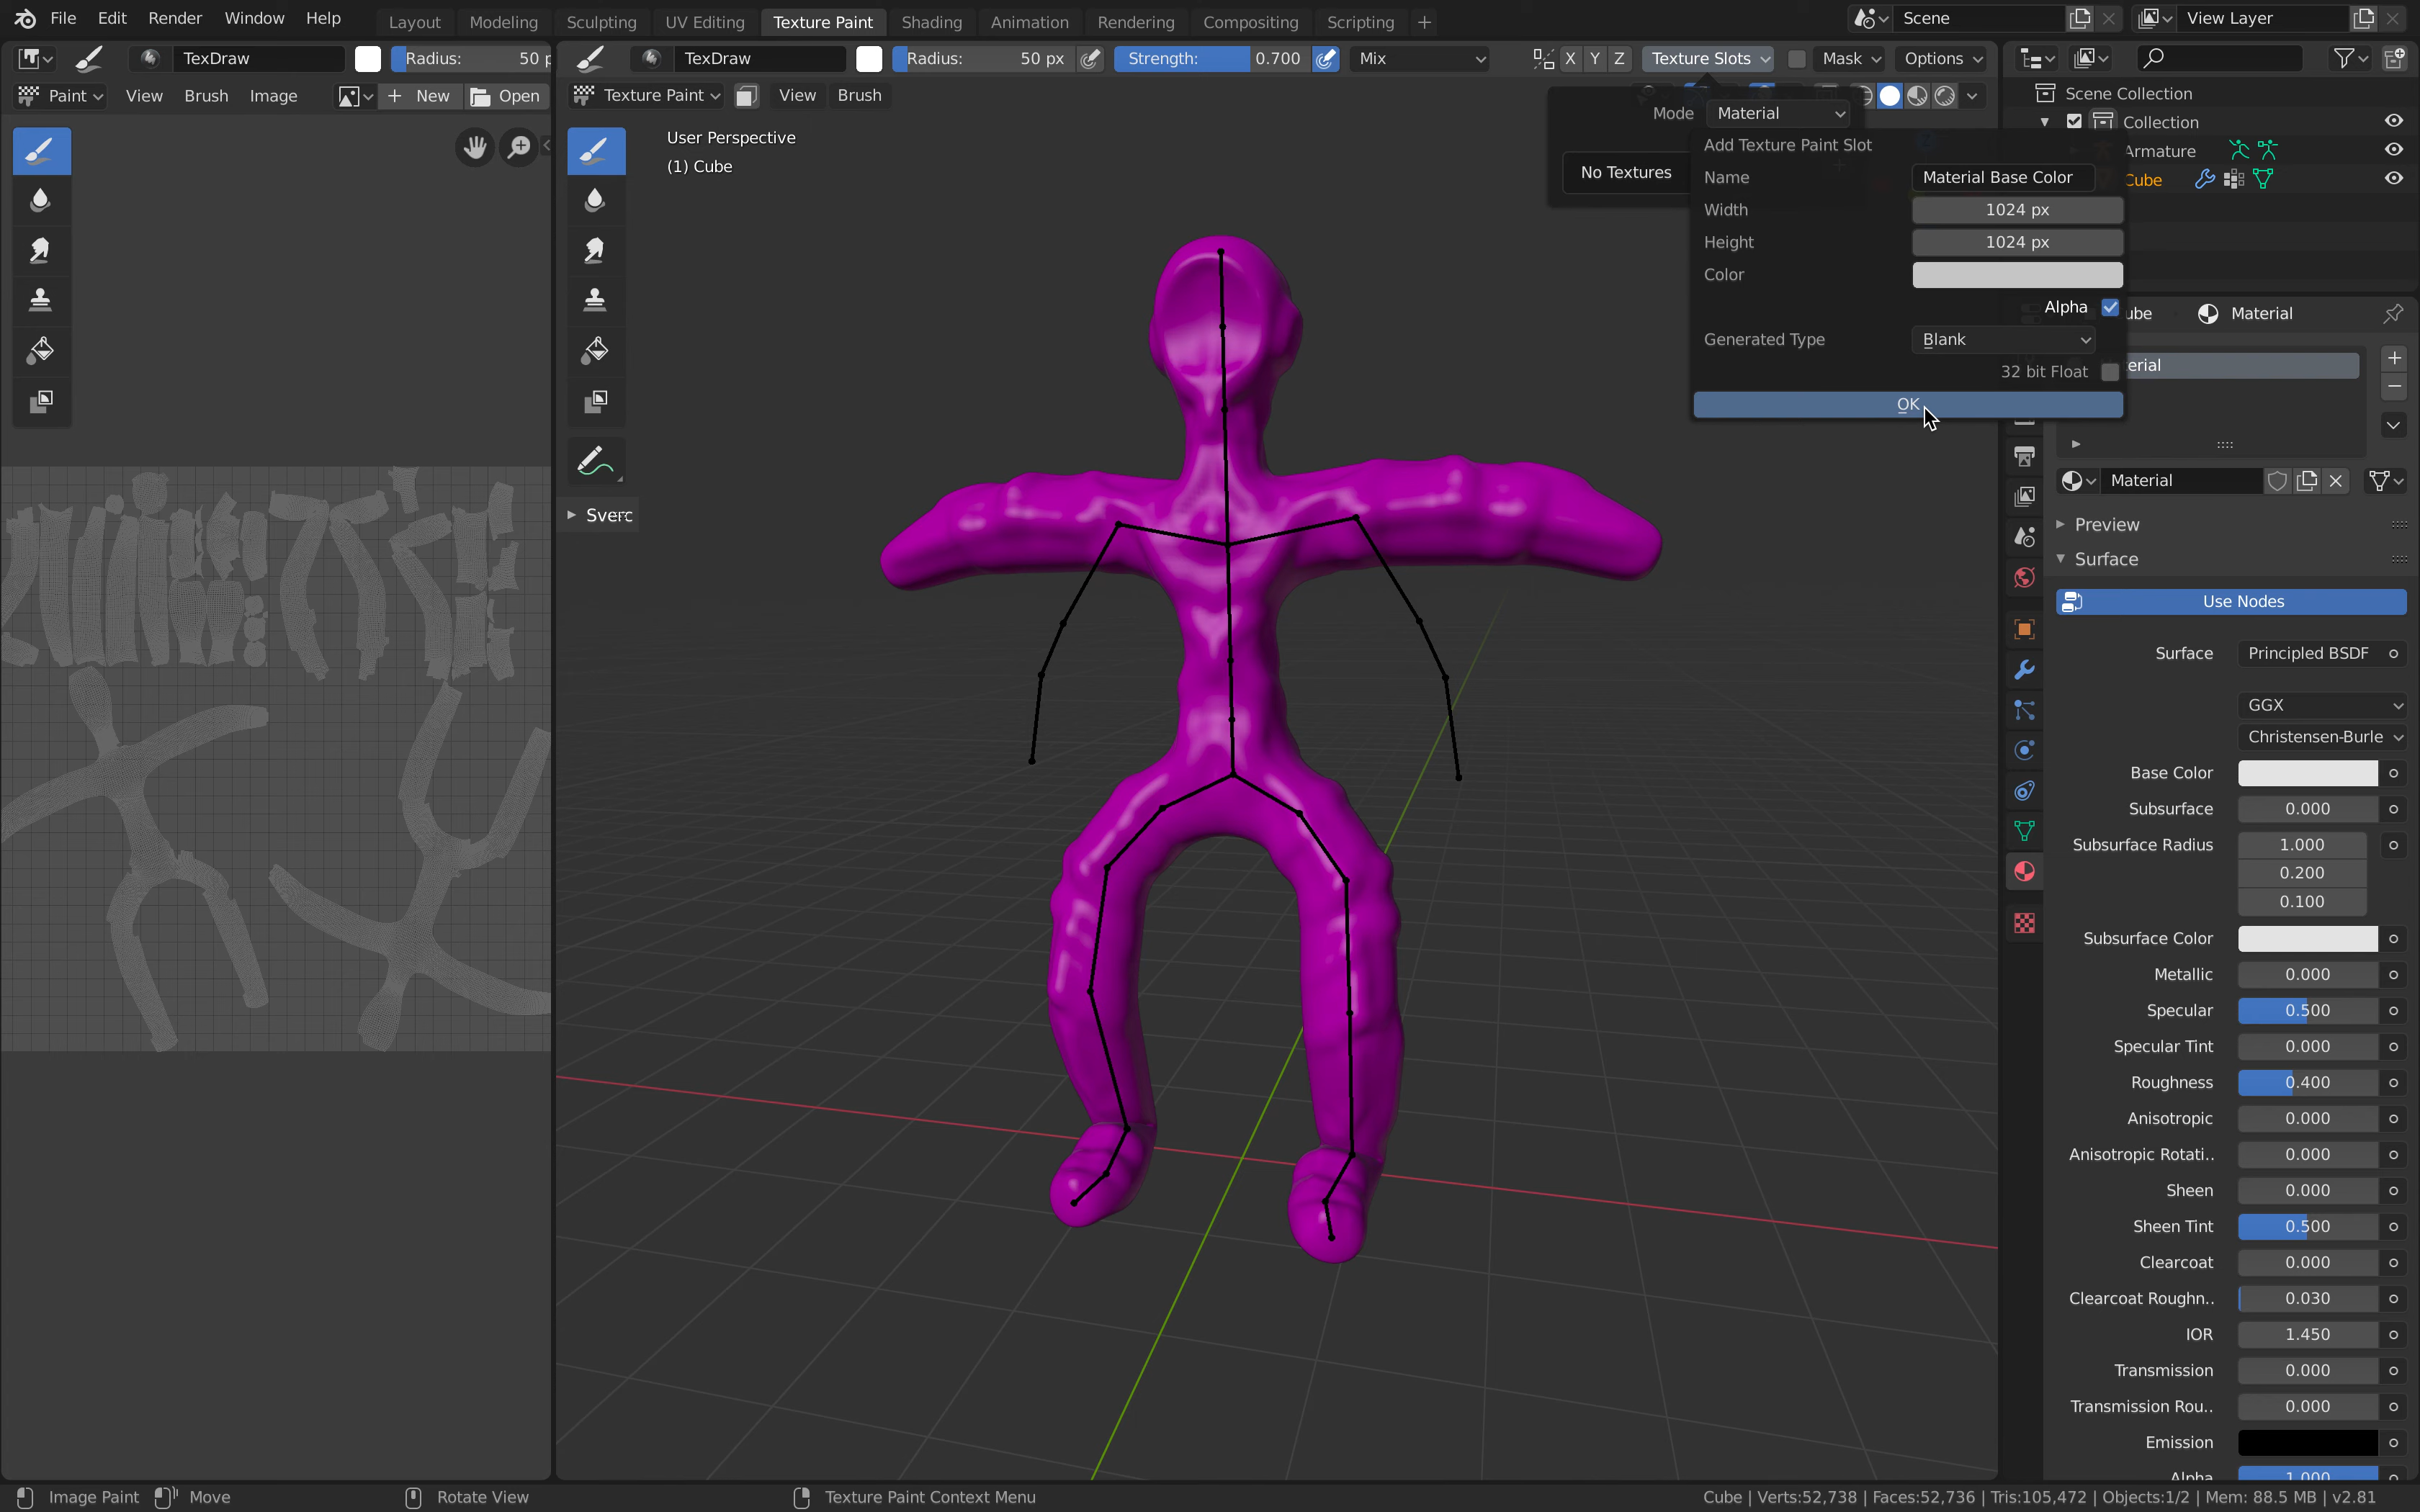 File Edit Render Window Help Layout Modeling Sculpting UV Editing Texture Paint Shading Animation Rendering Compositing Scripting + Scene View Layer
TexDraw Radius: 50 p TexDraw Radius: 50 px Strength: 0.700 Mix X Y Z Texture Slots Mask Options
Paint View Brush Image + New Open Texture Paint View Brush
Scene Collection
Collection
Armature
Cube
User Perspective
(1) Cube
Mode Material
Add Texture Paint Slot
No Textures
Name Material Base Color
Width 1024 px
Height 1024 px
Color
Alpha
Generated Type Blank
32 bit Float
OK
Sverc
ube Material
erial
Material
Preview
Surface
Use Nodes
Surface Principled BSDF
GGX
Christensen-Burle
Base Color
Subsurface 0.000
Subsurface Radius 1.000
0.200
0.100
Subsurface Color
Metallic 0.000
Specular 0.500
Specular Tint 0.000
Roughness 0.400
Anisotropic 0.000
Anisotropic Rotati.. 0.000
Sheen 0.000
Sheen Tint 0.500
Clearcoat 0.000
Clearcoat Roughn.. 0.030
IOR 1.450
Transmission 0.000
Transmission Rou.. 0.000
Emission
Alpha 1.000
Image Paint Move Rotate View Texture Paint Context Menu Cube | Verts:52,738 | Faces:52,736 | Tris:105,472 | Objects:1/2 | Mem: 88.5 MB | v2.81